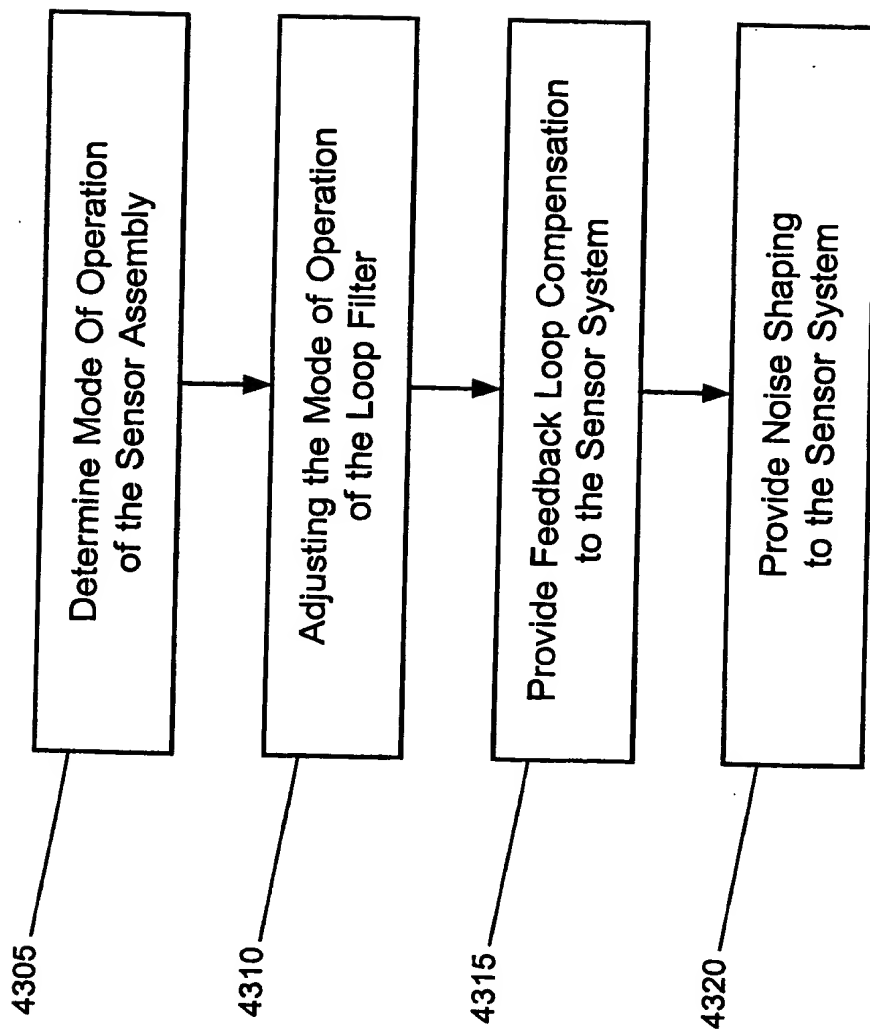 4305
Determine Mode Of Operation
of the Sensor Assembly
4310
Adjusting the Mode of Operation
of the Loop Filter
4315
Provide Feedback Loop Compensation
to the Sensor System
4320
Provide Noise Shaping
to the Sensor System